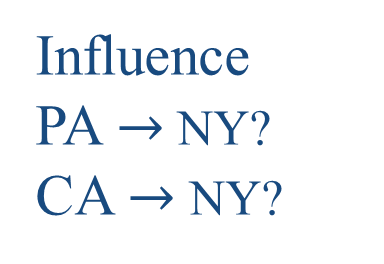 Influence
PA → NY?
CA → NY?